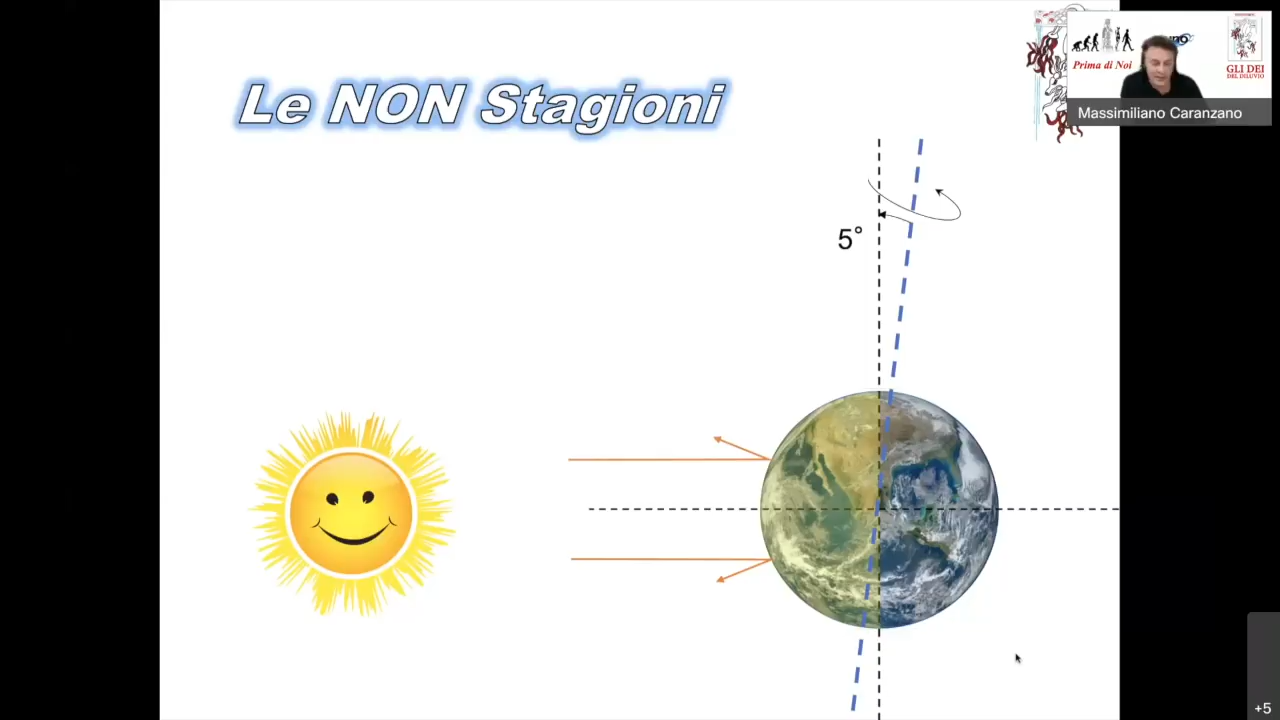 Le NON Stagioni
5°
Prima di Noi
GLI DEI
DEL DILUVIO
Massimiliano Caranzano
+5